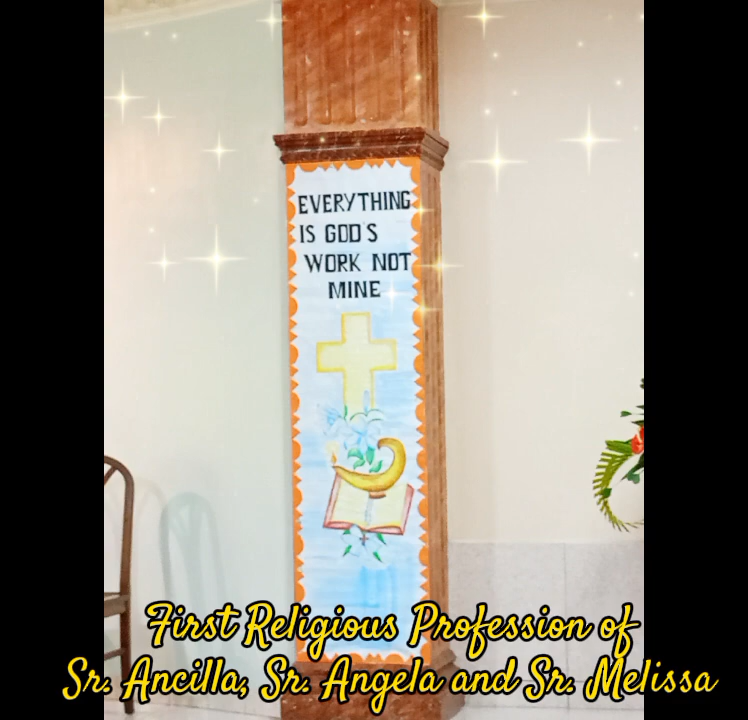 EVERYTHING
IS GOD'S
WORK NOT
MINE
First Religious Profession of
Sr. Ancilla, Sr. Angela and Sr. Melissa